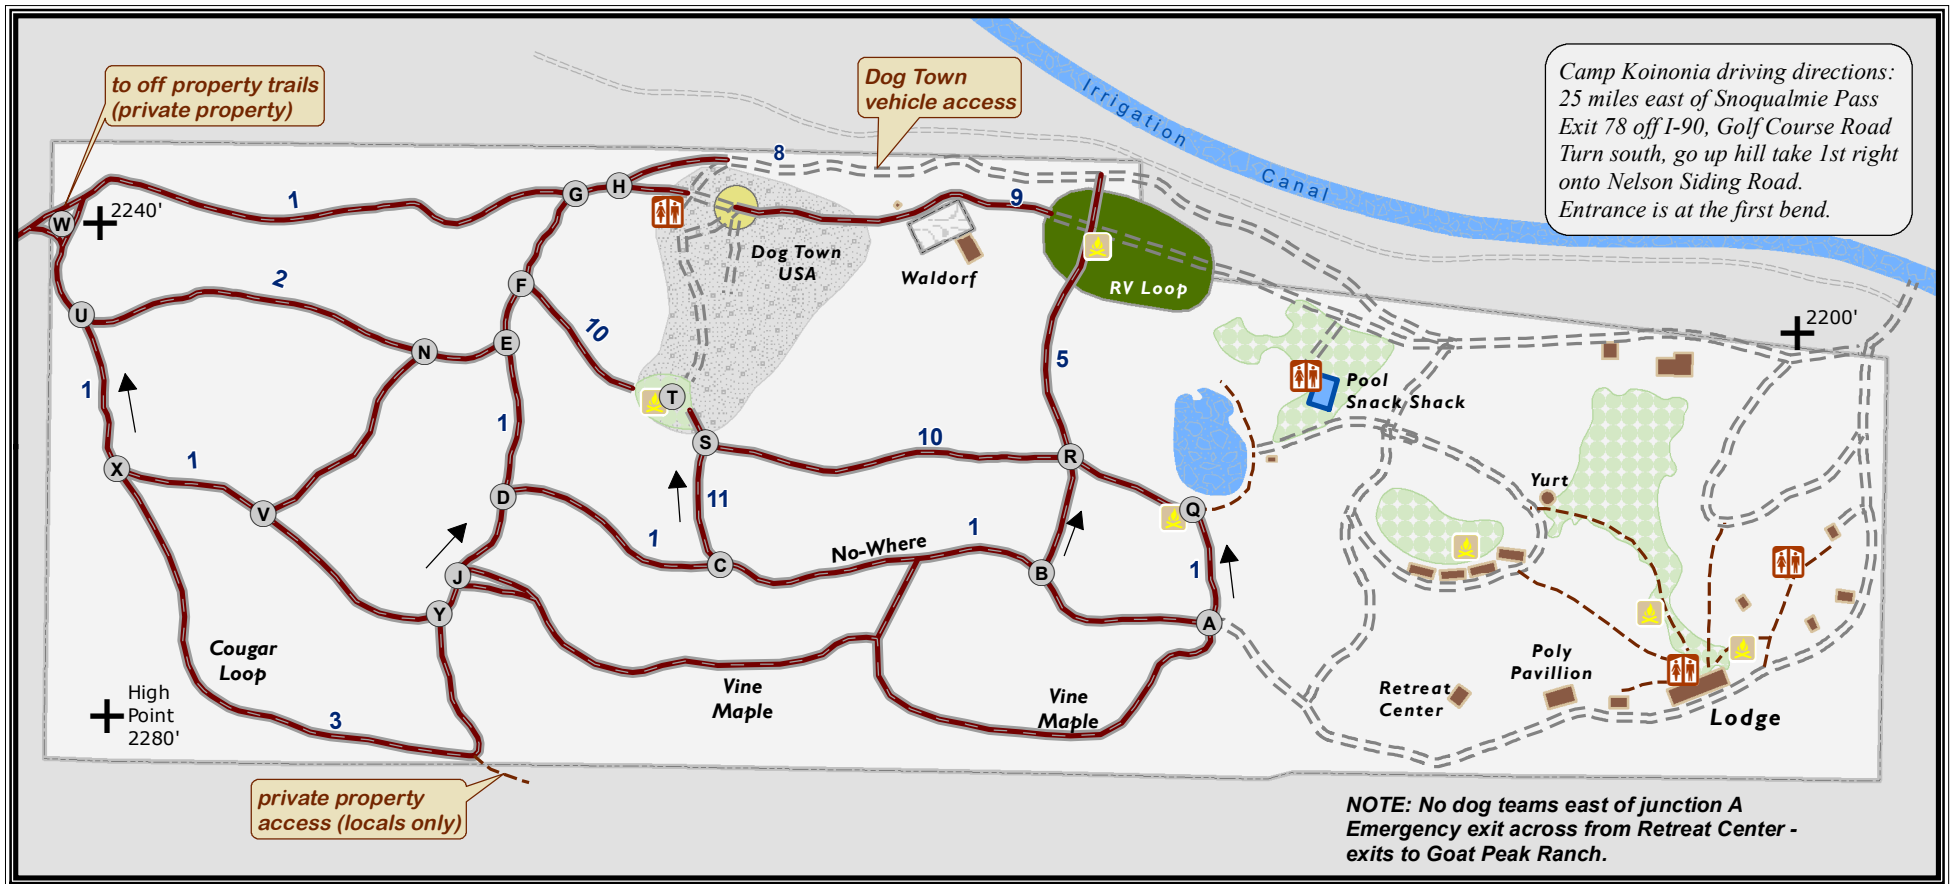 to off property trails
(private property)
Dog Town
vehicle access
Irrigation
Canal
Camp Koinonia driving directions:
25 miles east of Snoqualmie Pass
Exit 78 off I-90, Golf Course Road
Turn south, go up hill take 1st right
onto Nelson Siding Road.
Entrance is at the first bend.
8
G
H
1
9
W
2240'
Dog Town
USA
Waldorf
RV Loop
2
F
U
10
N
E
2200'
5
1
T
Pool
Snack Shack
1
S
10
R
X
1
V
D
11
Q
Yurt
1
No-Where
1
C
B
J
1
Y
A
Cougar
Loop
Vine
Maple
Vine
Maple
Poly
Pavillion
Retreat
Center
Lodge
High
Point
2280'
3
private property
access (locals only)
NOTE: No dog teams east of junction A
Emergency exit across from Retreat Center -
exits to Goat Peak Ranch.